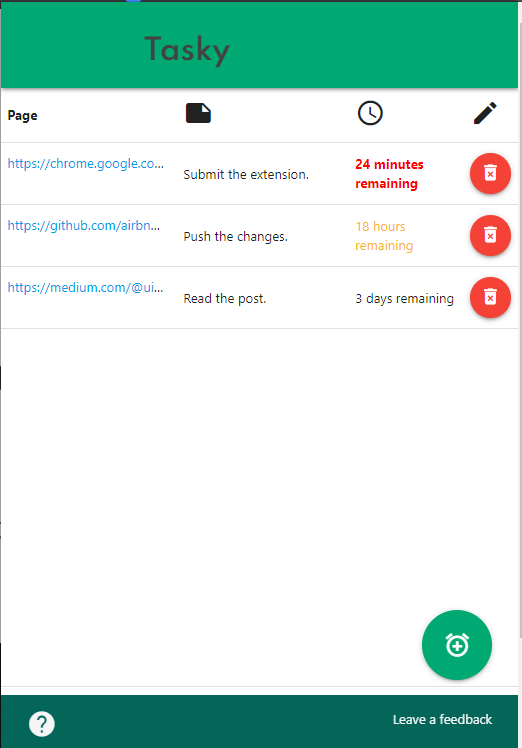 Tasky
Page
https://chrome.google.co...
Submit the extension.
24 minutes
remaining
https://github.com/airbn...
Push the changes.
18 hours
remaining
https://medium.com/@ui...
Read the post.
3 days remaining
?
Leave a feedback